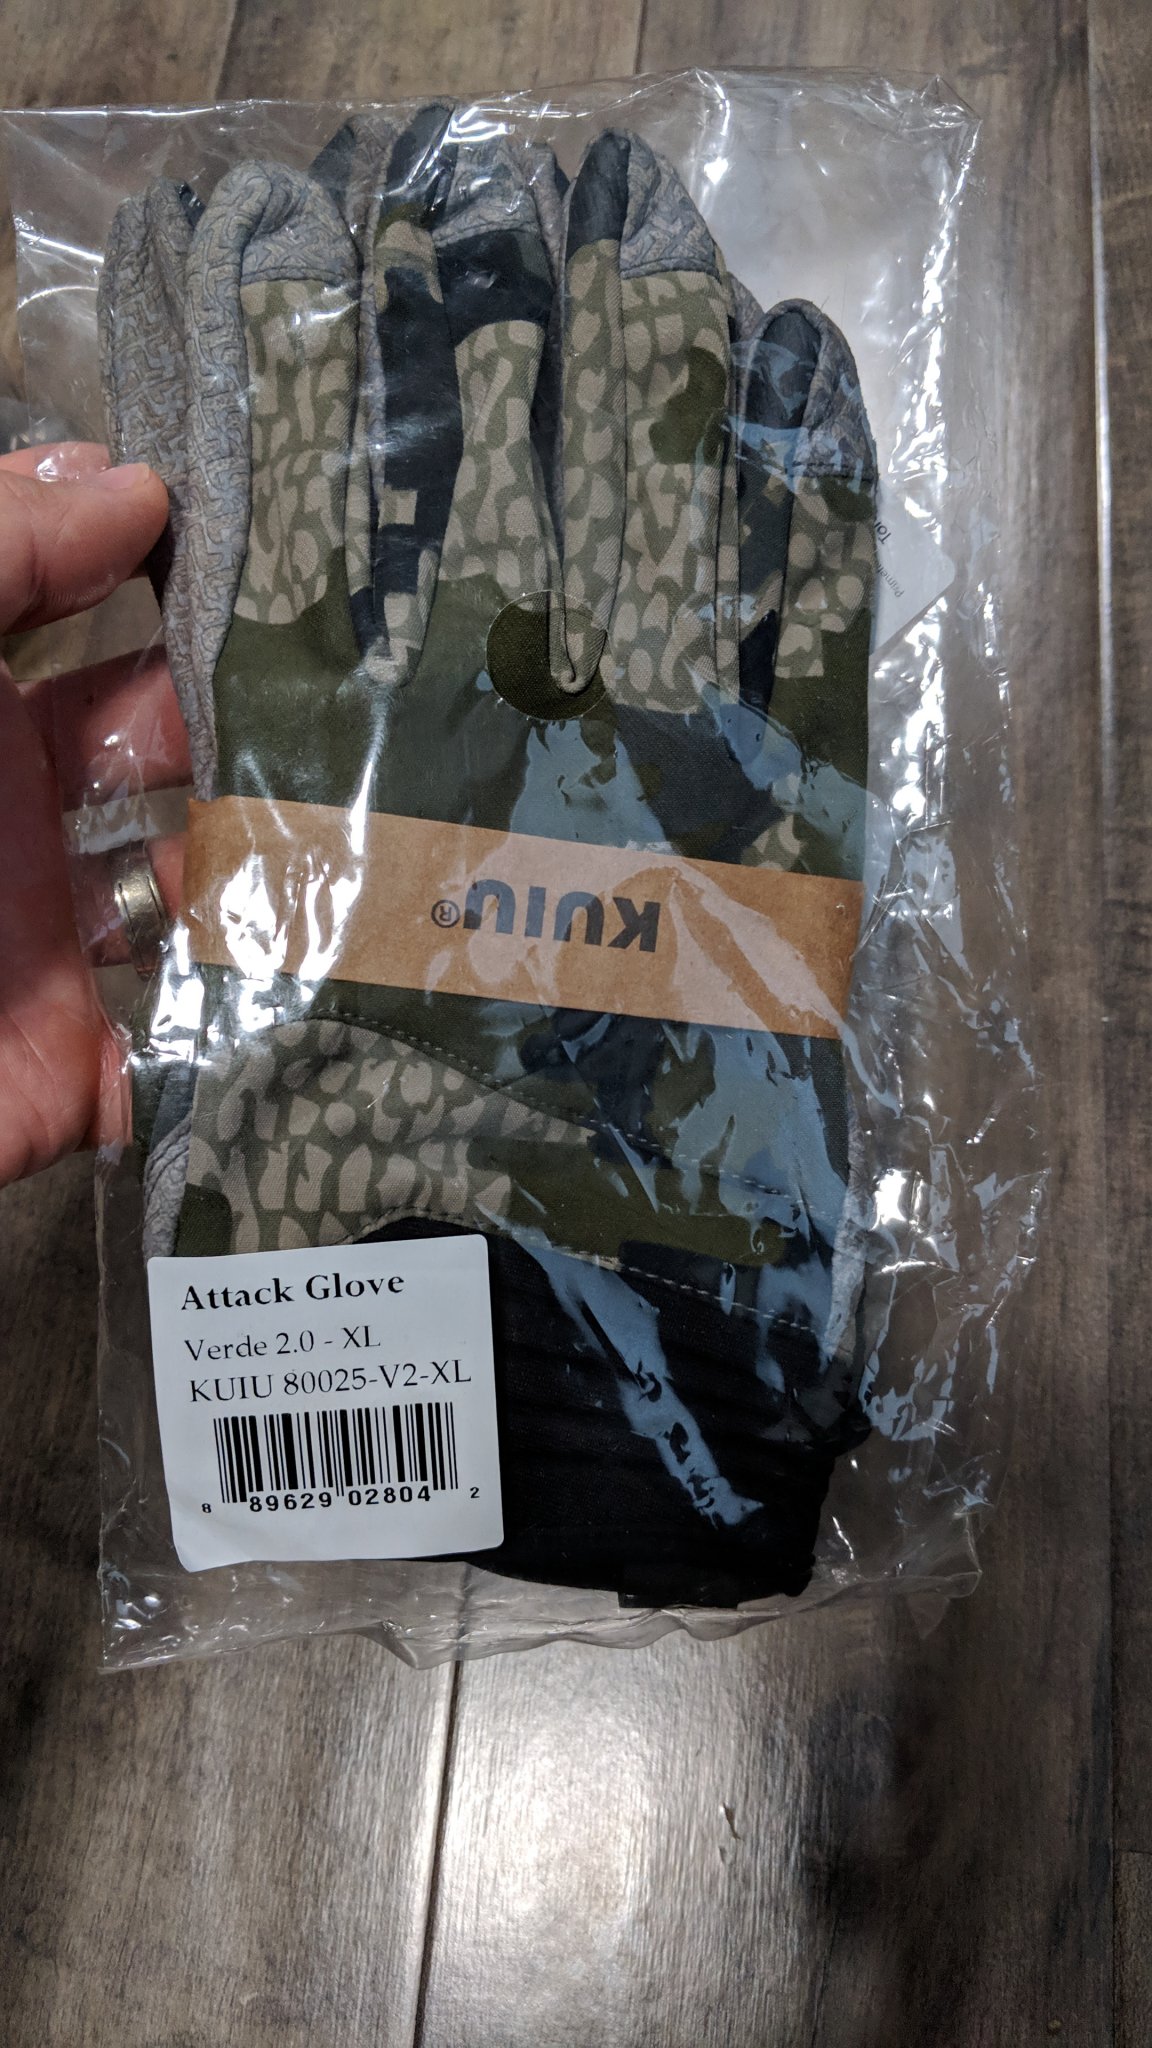 KUIU®
Attack Glove
Verde 2.0 - XL
KUIU 80025-V2-XL
8 89629 02804 2